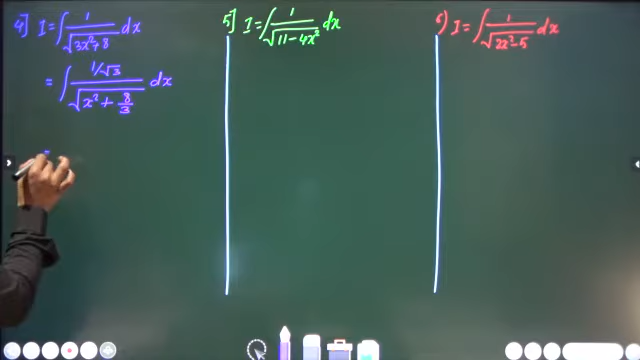 4] I = ∫ 1/√(3x²+8) dx
= ∫ (1/√3)/√(x² + 8/3) dx
5] I = ∫ 1/√(11-4x²) dx
6) I = ∫ 1/√(2x²-5) dx